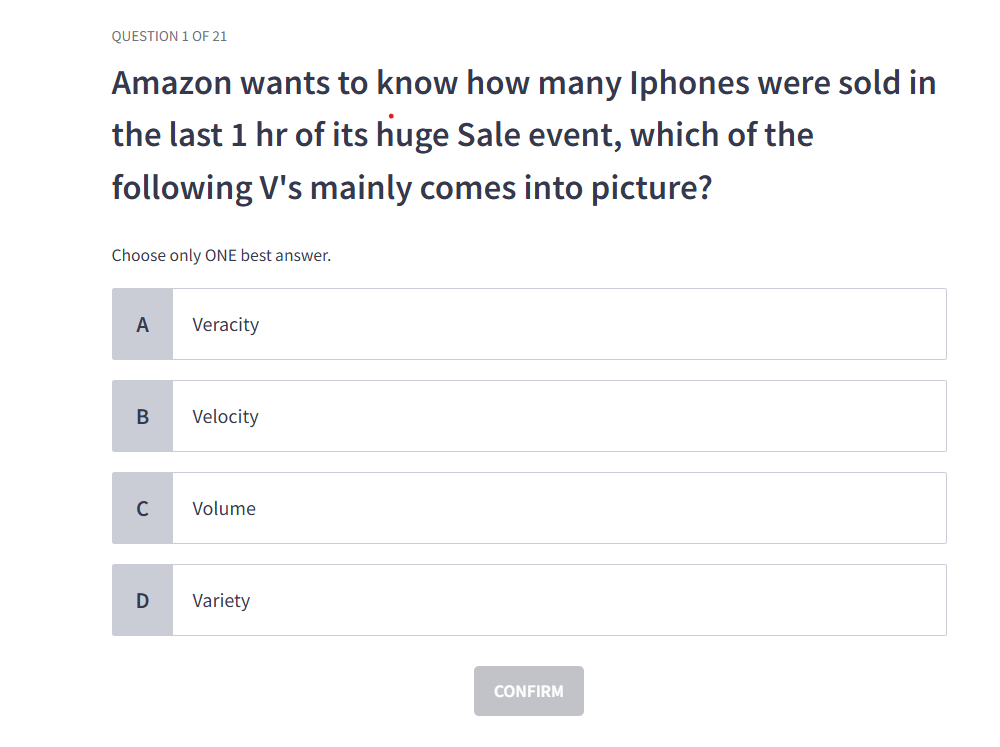 QUESTION 1 OF 21
Amazon wants to know how many Iphones were sold in
the last 1 hr of its huge Sale event, which of the
following V's mainly comes into picture?
Choose only ONE best answer.
A Veracity
B Velocity
C Volume
D Variety
CONFIRM